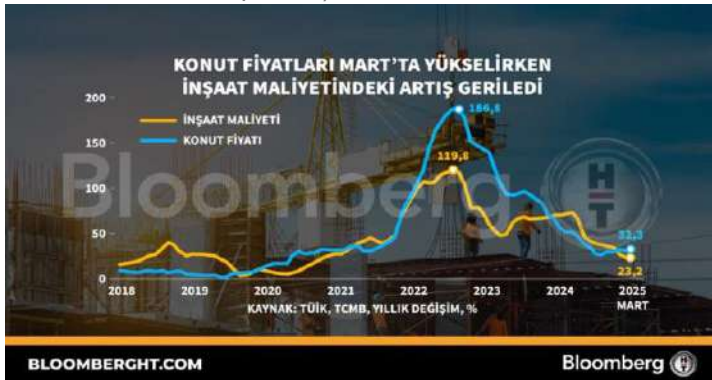 KONUT FİYATLARI MART'TA YÜKSELİRKEN
İNŞAAT MALİYETİNDEKİ ARTIŞ GERİLEDİ
200
İNŞAAT MALİYETİ
186,8
KONUT FİYATI
150
119,8
Bloomberg HT
100
50
32,3
0
23,2
2018 2019 2020 2021 2022 2023 2024 2025
MART
KAYNAK: TÜİK, TCMB, YILLIK DEĞİŞİM, %
BLOOMBERGHT.COM
Bloomberg HT